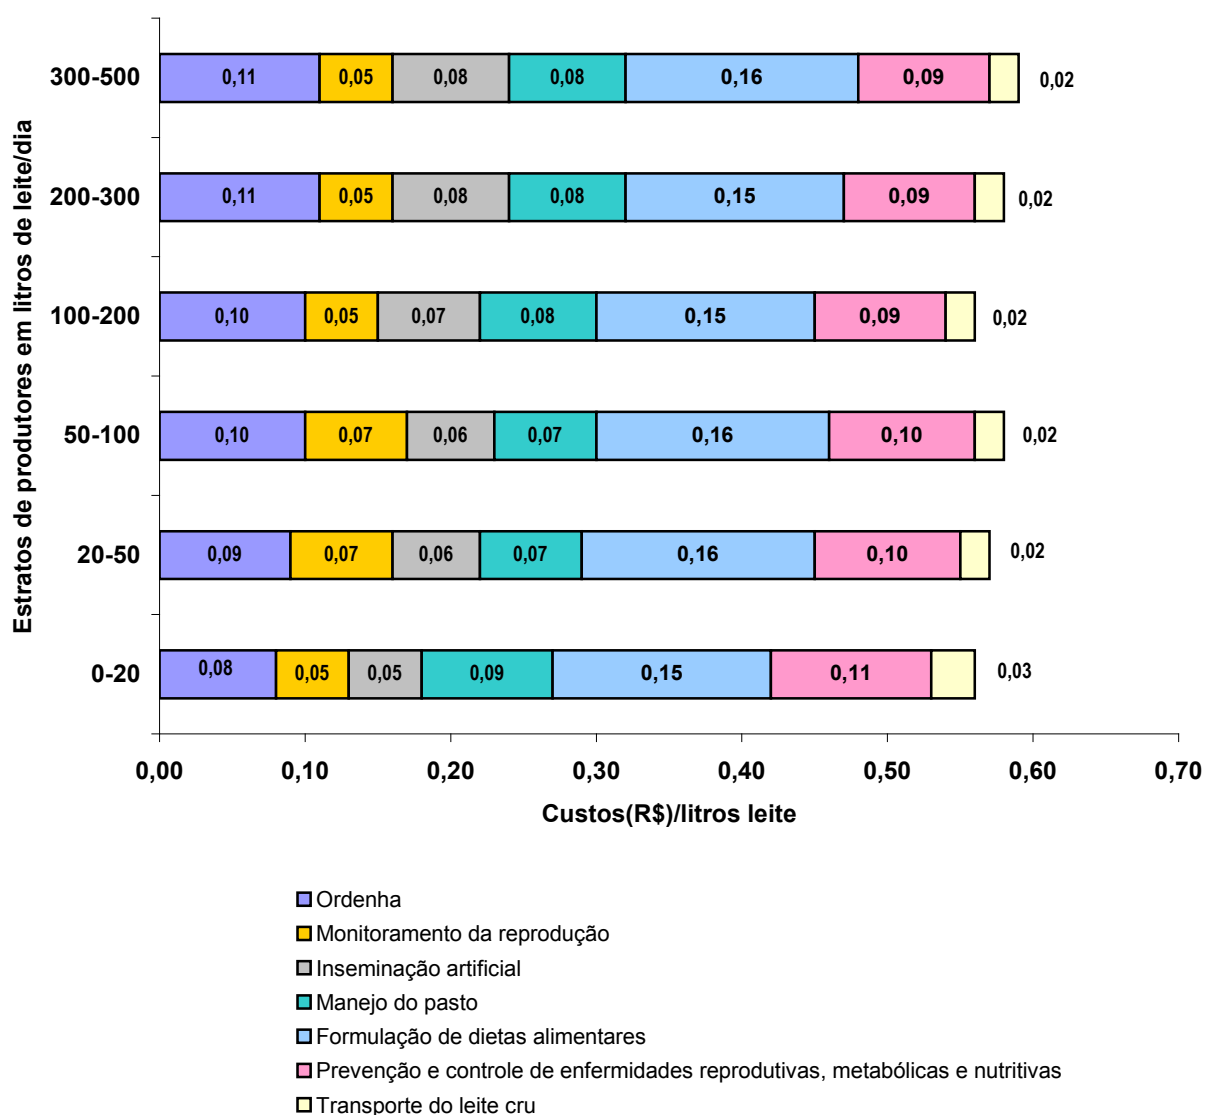 300-500
0,11 0,05 0,08 0,08 0,16 0,09 0,02
200-300
0,11 0,05 0,08 0,08 0,15 0,09 0,02
100-200
0,10 0,05 0,07 0,08 0,15 0,09 0,02
50-100
0,10 0,07 0,06 0,07 0,16 0,10 0,02
20-50
0,09 0,07 0,06 0,07 0,16 0,10 0,02
0-20
0,08 0,05 0,05 0,09 0,15 0,11 0,03
Estratos de produtores em litros de leite/dia
0,00 0,10 0,20 0,30 0,40 0,50 0,60 0,70
Custos(R$)/litros leite
Ordenha
Monitoramento da reprodução
Inseminação artificial
Manejo do pasto
Formulação de dietas alimentares
Prevenção e controle de enfermidades reprodutivas, metabólicas e nutritivas
Transporte do leite cru